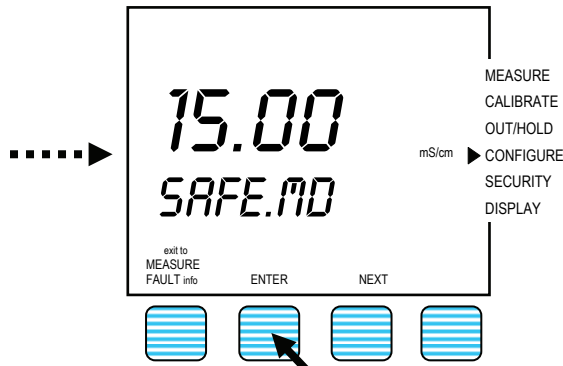 15.00
mS/cm
SAFE.MD
MEASURE
CALIBRATE
OUT/HOLD
CONFIGURE
SECURITY
DISPLAY
exit to
MEASURE
FAULT info
ENTER
NEXT